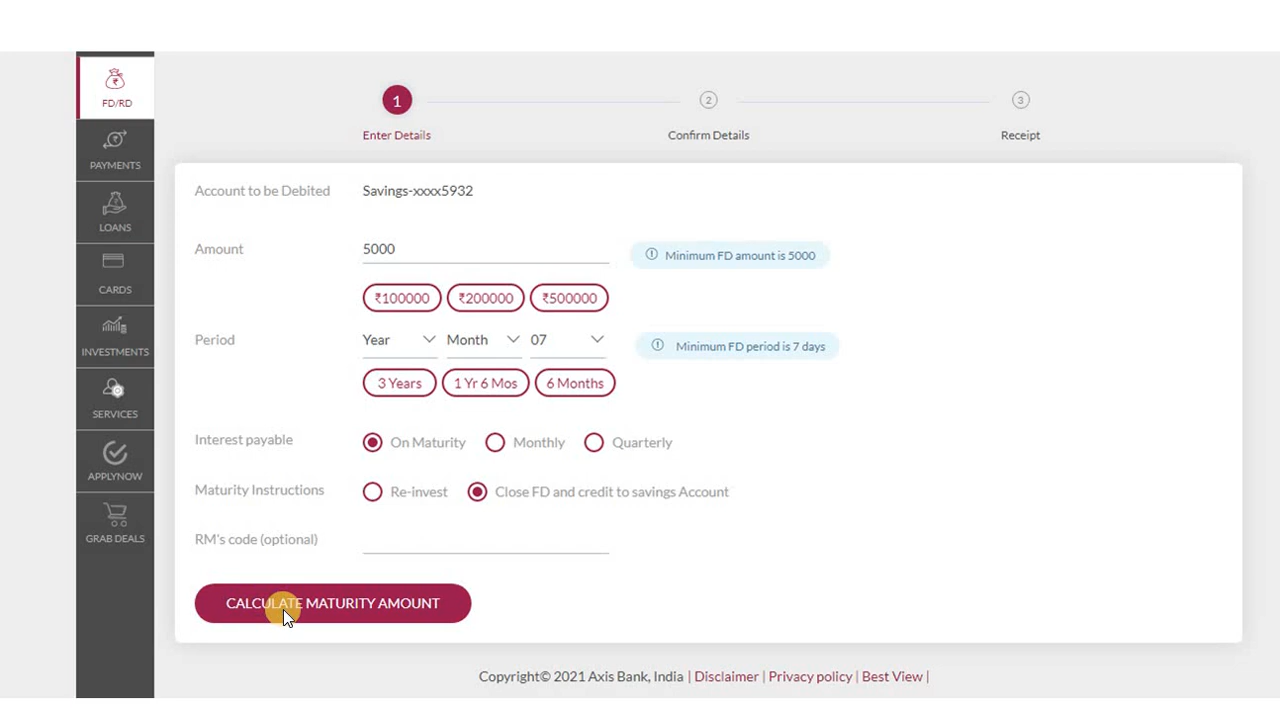 FD/RD
PAYMENTS
LOANS
CARDS
INVESTMENTS
SERVICES
APPLYNOW
GRAB DEALS
1 2 3
Enter Details Confirm Details Receipt
Account to be Debited Savings-xxxx5932
Amount 5000 Minimum FD amount is 5000
₹100000 ₹200000 ₹500000
Period Year Month 07 Minimum FD period is 7 days
3 Years 1 Yr 6 Mos 6 Months
Interest payable On Maturity Monthly Quarterly
Maturity Instructions Re-invest Close FD and credit to savings Account
RM's code (optional)
CALCULATE MATURITY AMOUNT
Copyright© 2021 Axis Bank, India | Disclaimer | Privacy policy | Best View |